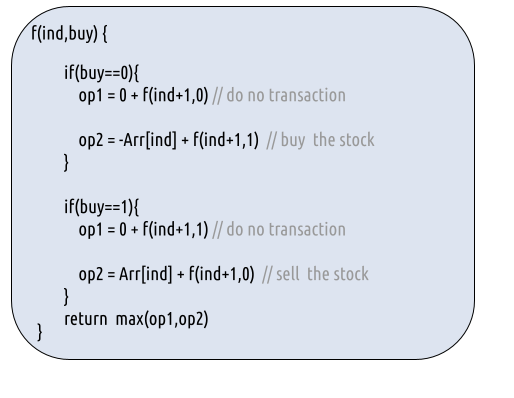 f(ind,buy) {
if(buy==0){
op1 = 0 + f(ind+1,0) // do no transaction
op2 = -Arr[ind] + f(ind+1,1) // buy the stock
}
if(buy==1){
op1 = 0 + f(ind+1,1) // do no transaction
op2 = Arr[ind] + f(ind+1,0) // sell the stock
}
return max(op1,op2)
}